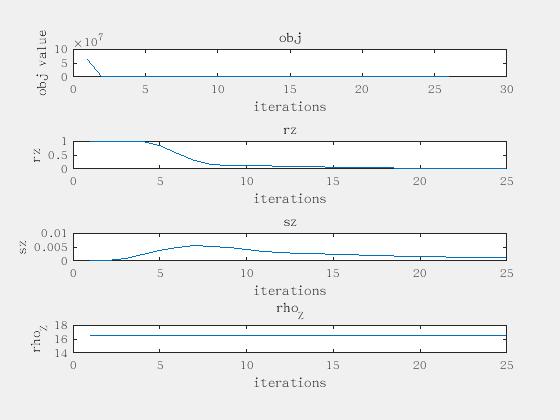 obj
×10⁷
10
5
0
obj value
0 5 10 15 20 25 30
iterations
rz
1
0.5
0
rz
0 5 10 15 20 25
iterations
sz
0.01
0.005
0
sz
0 5 10 15 20 25
iterations
rho_Z
18
16
14
rho_Z
0 5 10 15 20 25
iterations